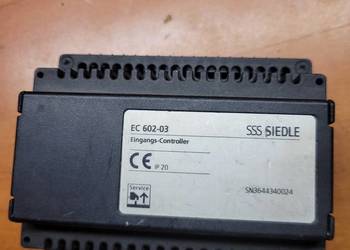 EC 602-03
SSS SIEDLE
Eingangs-Controller
CE IP 20
Service
SN3644340024